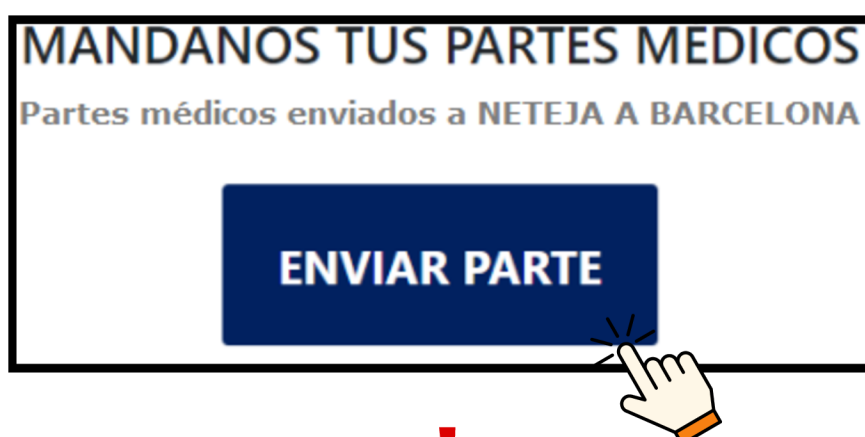 MANDANOS TUS PARTES MEDICOS
Partes médicos enviados a NETEJA A BARCELONA
ENVIAR PARTE